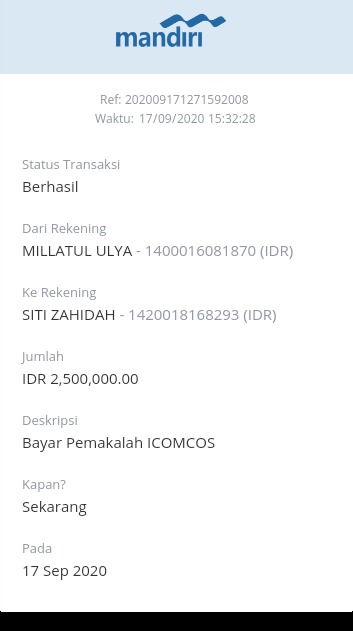 mandiri
Ref: 202009171271592008
Waktu: 17/09/2020 15:32:28
Status Transaksi
Berhasil
Dari Rekening
MILLATUL ULYA - 1400016081870 (IDR)
Ke Rekening
SITI ZAHIDAH - 1420018168293 (IDR)
Jumlah
IDR 2,500,000.00
Deskripsi
Bayar Pemakalah ICOMCOS
Kapan?
Sekarang
Pada
17 Sep 2020